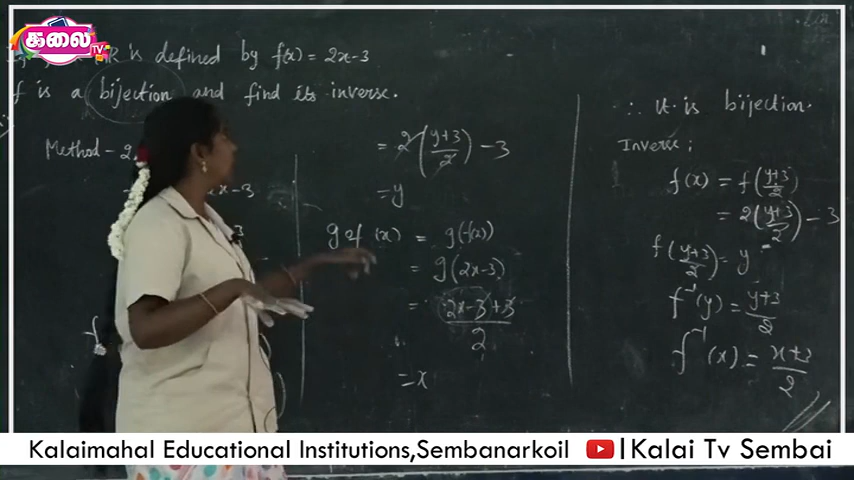 கலை TV
R is defined by f(x) = 2x-3
f is a bijection and find its inverse.
Method - 2
x-3
= 2(y+3/2) - 3
= y
g∘f (x) = g(f(x))
= g(2x-3)
= 2x-3+3/2
= x
∴ it is bijection.
Inverse :
f(x) = f(y+3/2)
= 2(y+3/2) - 3
f(y+3/2) = y
f⁻¹(y) = y+3/2
f⁻¹(x) = x+3/2
Kalaimahal Educational Institutions,Sembanarkoil | Kalai Tv Sembai